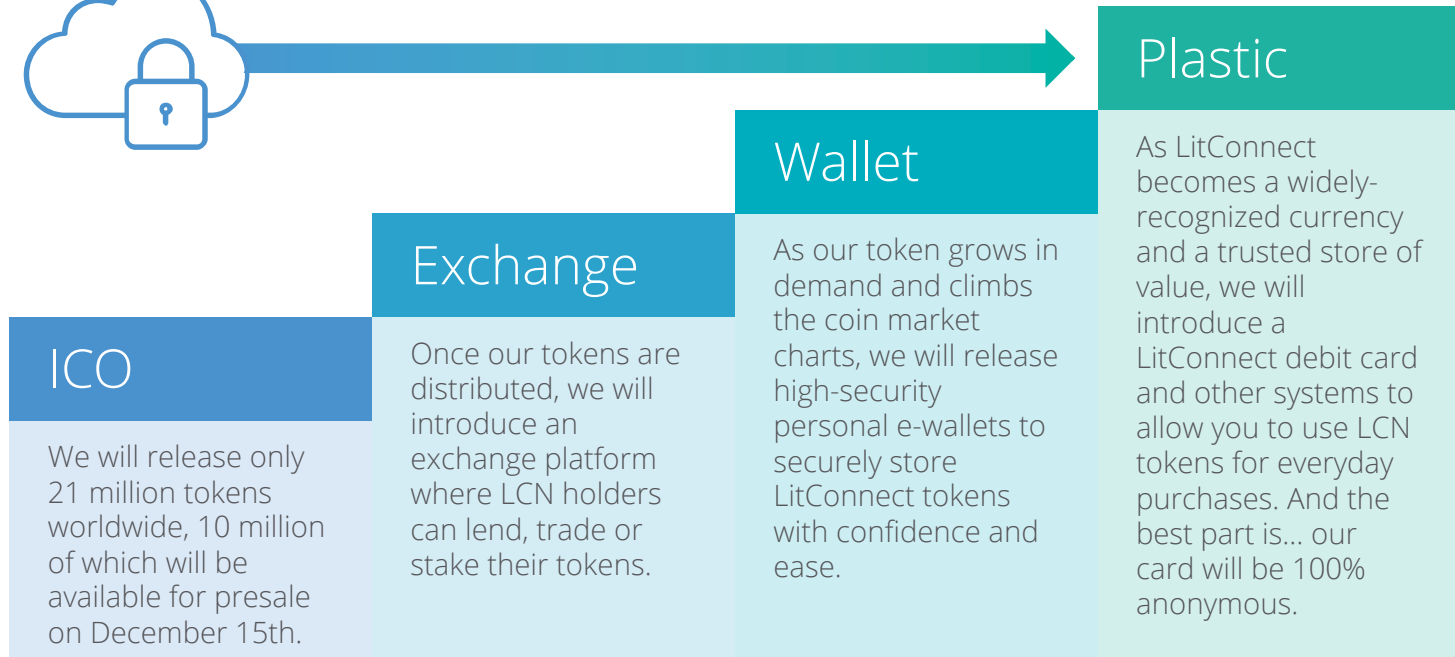 ICO
We will release only
21 million tokens
worldwide, 10 million
of which will be
available for presale
on December 15th.
Exchange
Once our tokens are
distributed, we will
introduce an
exchange platform
where LCN holders
can lend, trade or
stake their tokens.
Wallet
As our token grows in
demand and climbs
the coin market
charts, we will release
high-security
personal e-wallets to
securely store
LitConnect tokens
with confidence and
ease.
Plastic
As LitConnect
becomes a widely-
recognized currency
and a trusted store of
value, we will
introduce a
LitConnect debit card
and other systems to
allow you to use LCN
tokens for everyday
purchases. And the
best part is... our
card will be 100%
anonymous.